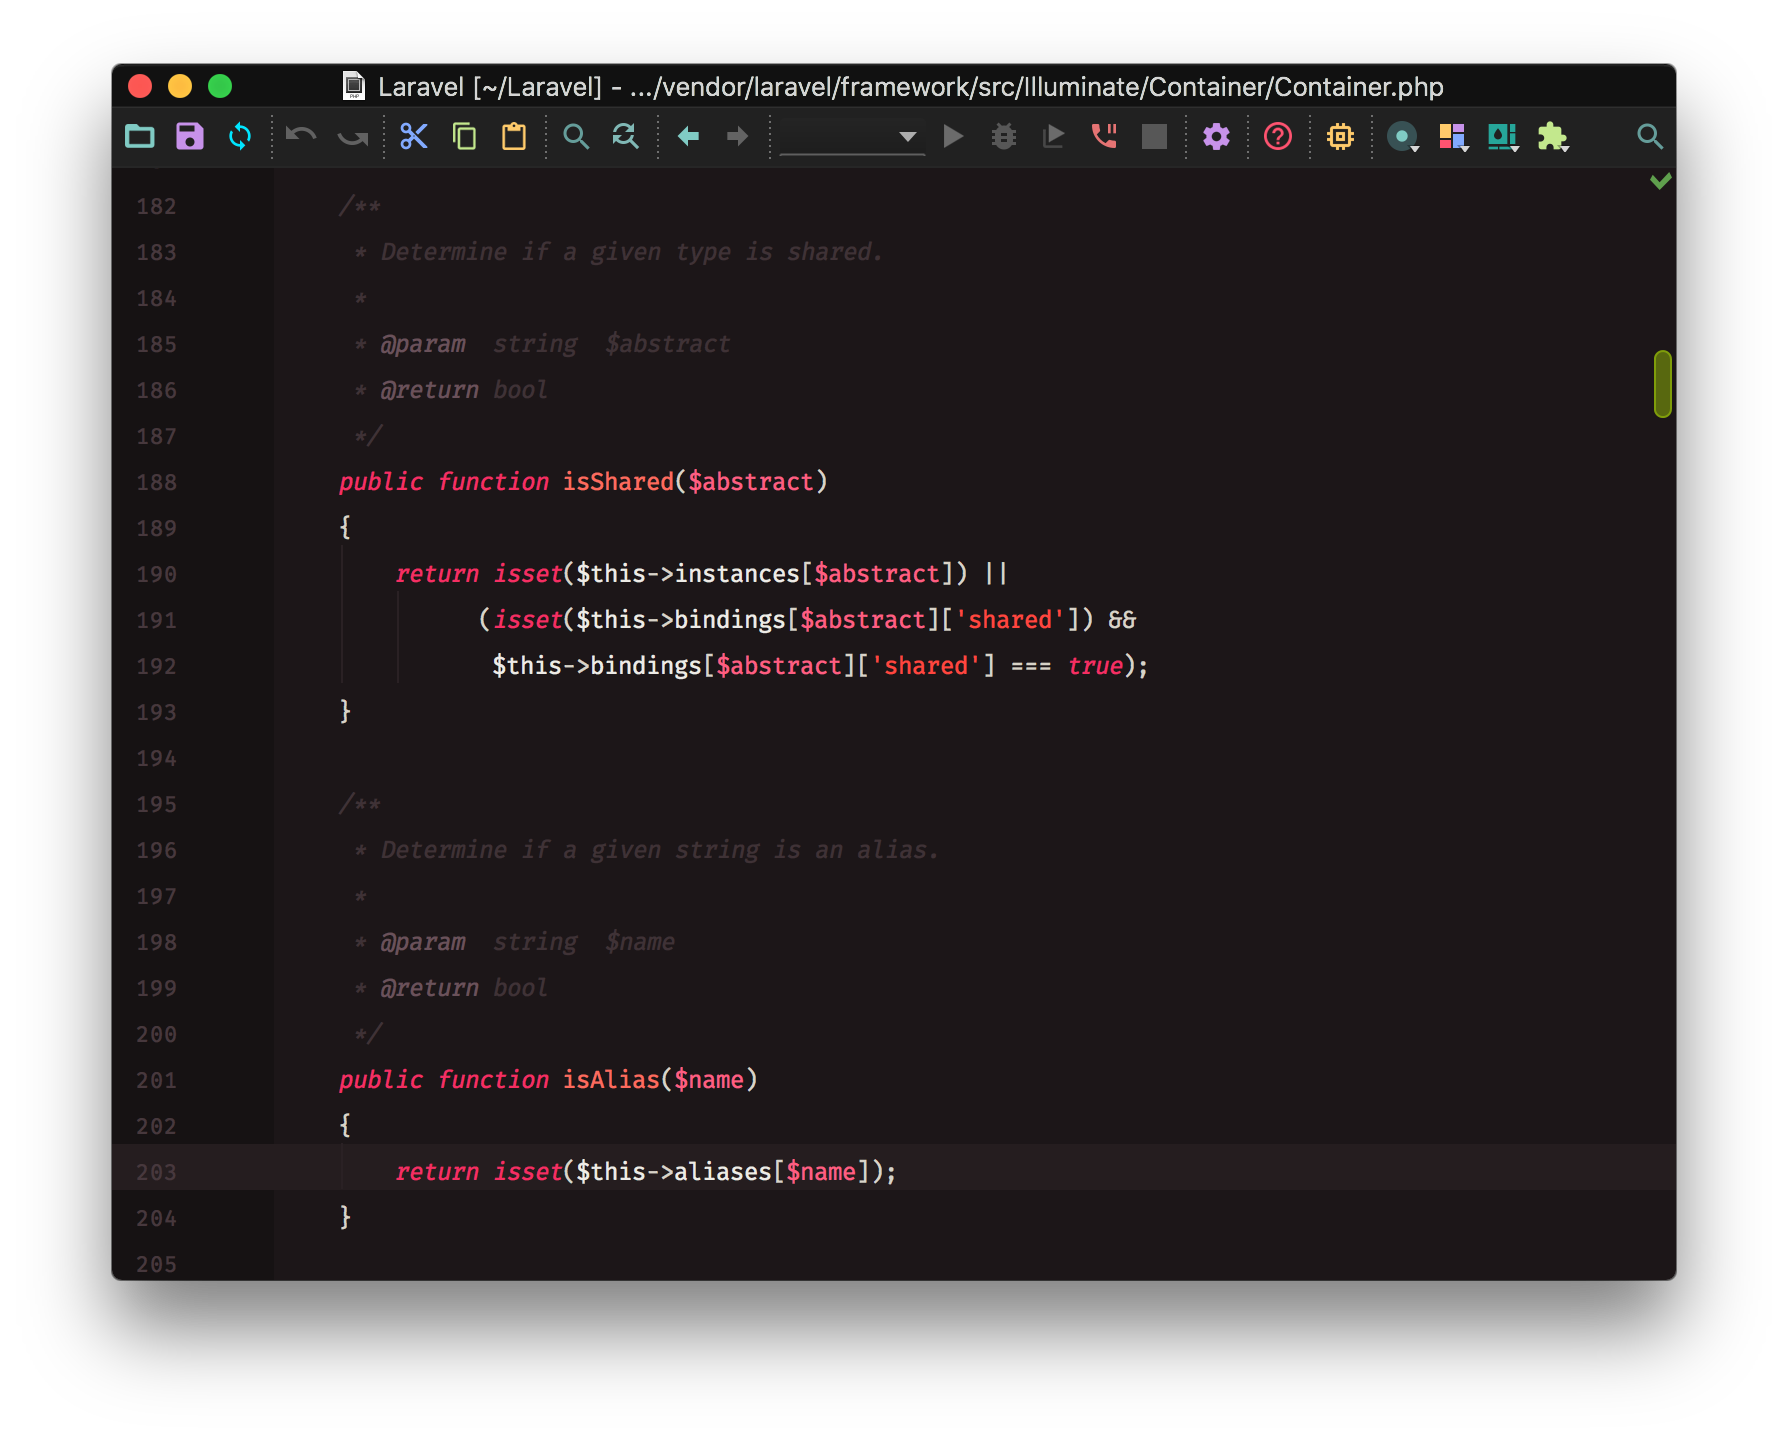 Laravel [~/Laravel] - .../vendor/laravel/framework/src/Illuminate/Container/Container.php
182 /**
183 * Determine if a given type is shared.
184 *
185 * @param  string  $abstract
186 * @return bool
187 */
188 public function isShared($abstract)
189 {
190 return isset($this->instances[$abstract]) ||
191 (isset($this->bindings[$abstract]['shared']) &&
192 $this->bindings[$abstract]['shared'] === true);
193 }
194
195 /**
196 * Determine if a given string is an alias.
197 *
198 * @param  string  $name
199 * @return bool
200 */
201 public function isAlias($name)
202 {
203 return isset($this->aliases[$name]);
204 }
205